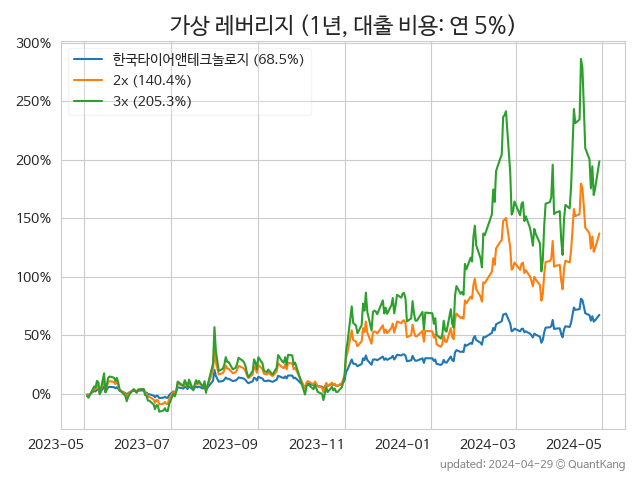 가상 레버리지 (1년, 대출 비용: 연 5%)
300%
한국타이어앤테크놀로지 (68.5%)
2x (140.4%)
3x (205.3%)
250%
200%
150%
100%
50%
0%
2023-05 2023-07 2023-09 2023-11 2024-01 2024-03 2024-05
updated: 2024-04-29 © QuantKang